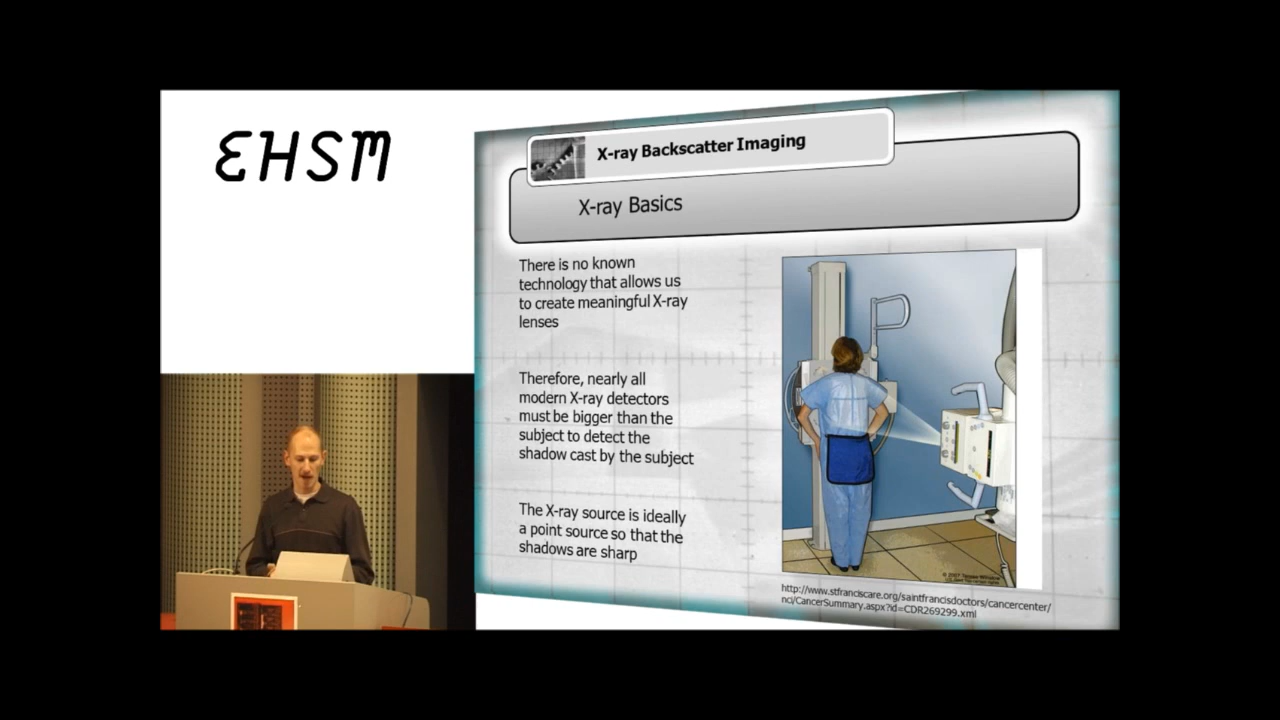 EHSM
X-ray Backscatter Imaging
X-ray Basics
There is no known
technology that allows us
to create meaningful X-ray
lenses
Therefore, nearly all
modern X-ray detectors
must be bigger than the
subject to detect the
shadow cast by the subject
The X-ray source is ideally
a point source so that the
shadows are sharp
© 2007 Terese Winslow
http://www.stfranciscare.org/saintfrancisdoctors/cancercenter/
nci/CancerSummary.aspx?id=CDR269299.xml